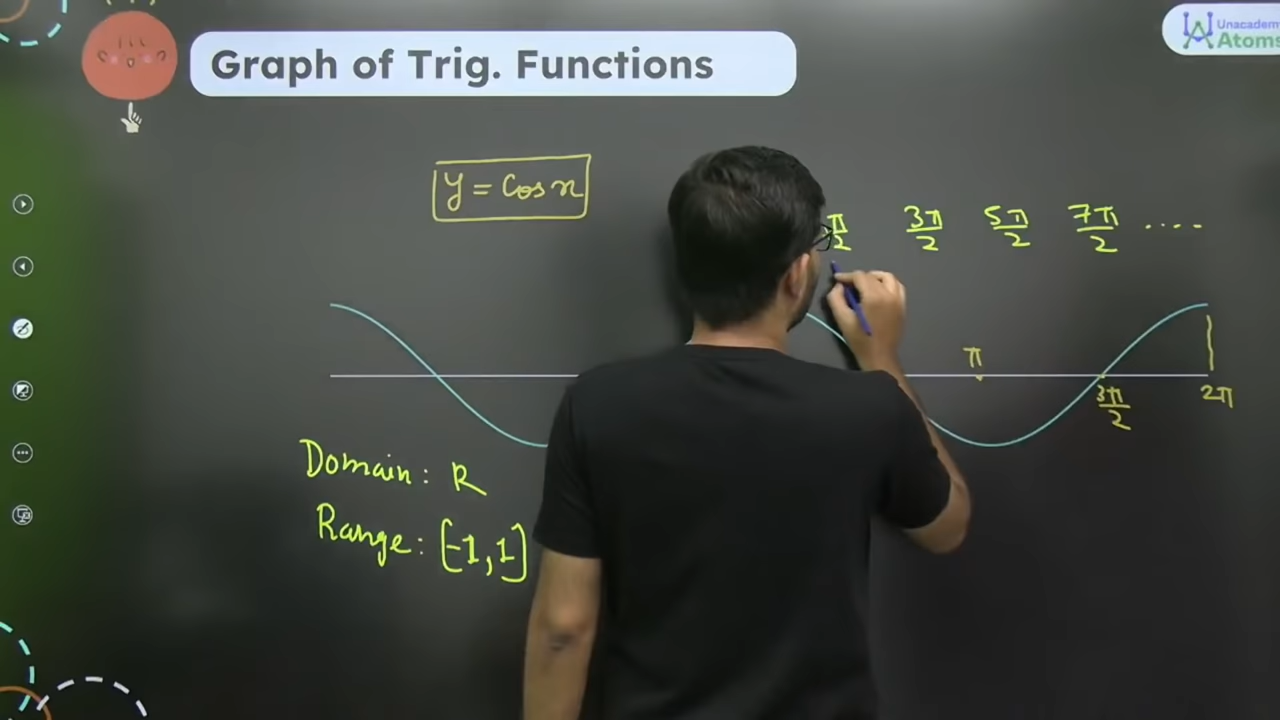 Unacademy
Atoms
Graph of Trig. Functions
y = Cos x
π/2 3π/2 5π/2 7π/2 ....
π
3π/2
2π
Domain: R
Range: [-1, 1]